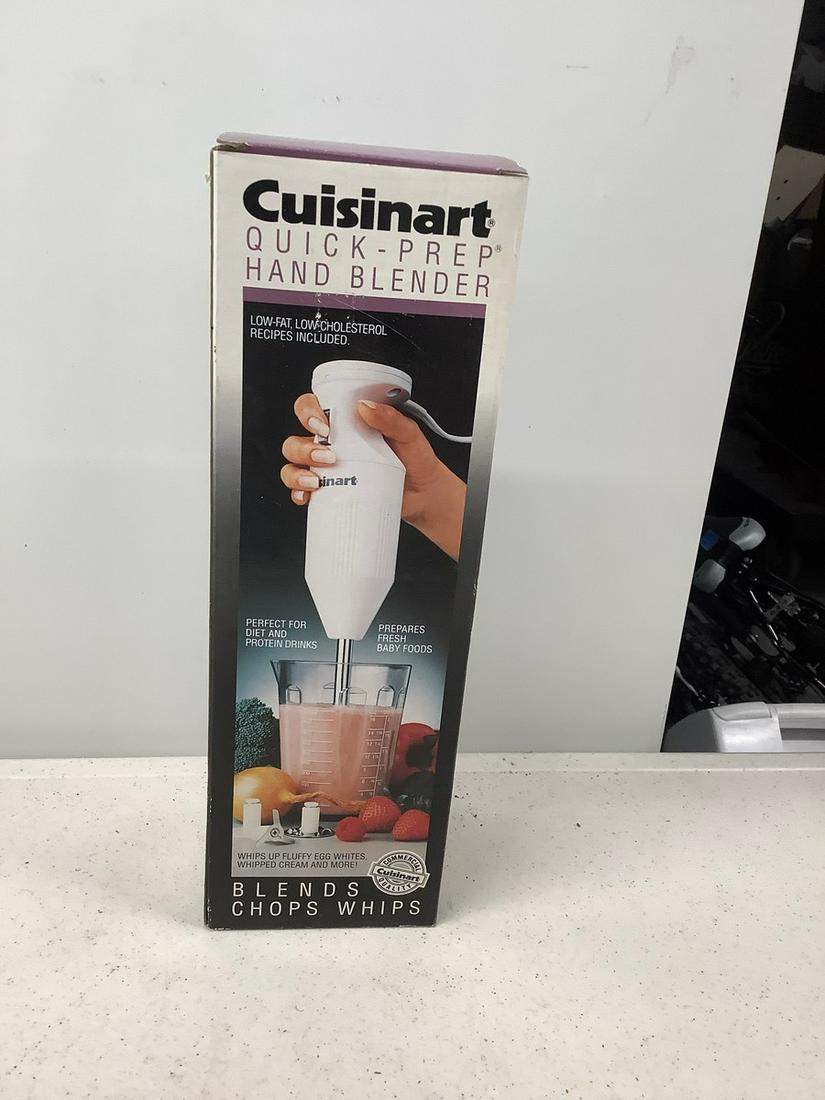 Cuisinart®
QUICK-PREP®
HAND BLENDER
LOW-FAT, LOW-CHOLESTEROL
RECIPES INCLUDED.
inart
PERFECT FOR
DIET AND
PROTEIN DRINKS
PREPARES
FRESH
BABY FOODS
WHIPS UP FLUFFY EGG WHITES,
WHIPPED CREAM AND MORE!
COMMERCIAL
Cuisinart
QUALITY
BLENDS
CHOPS WHIPS